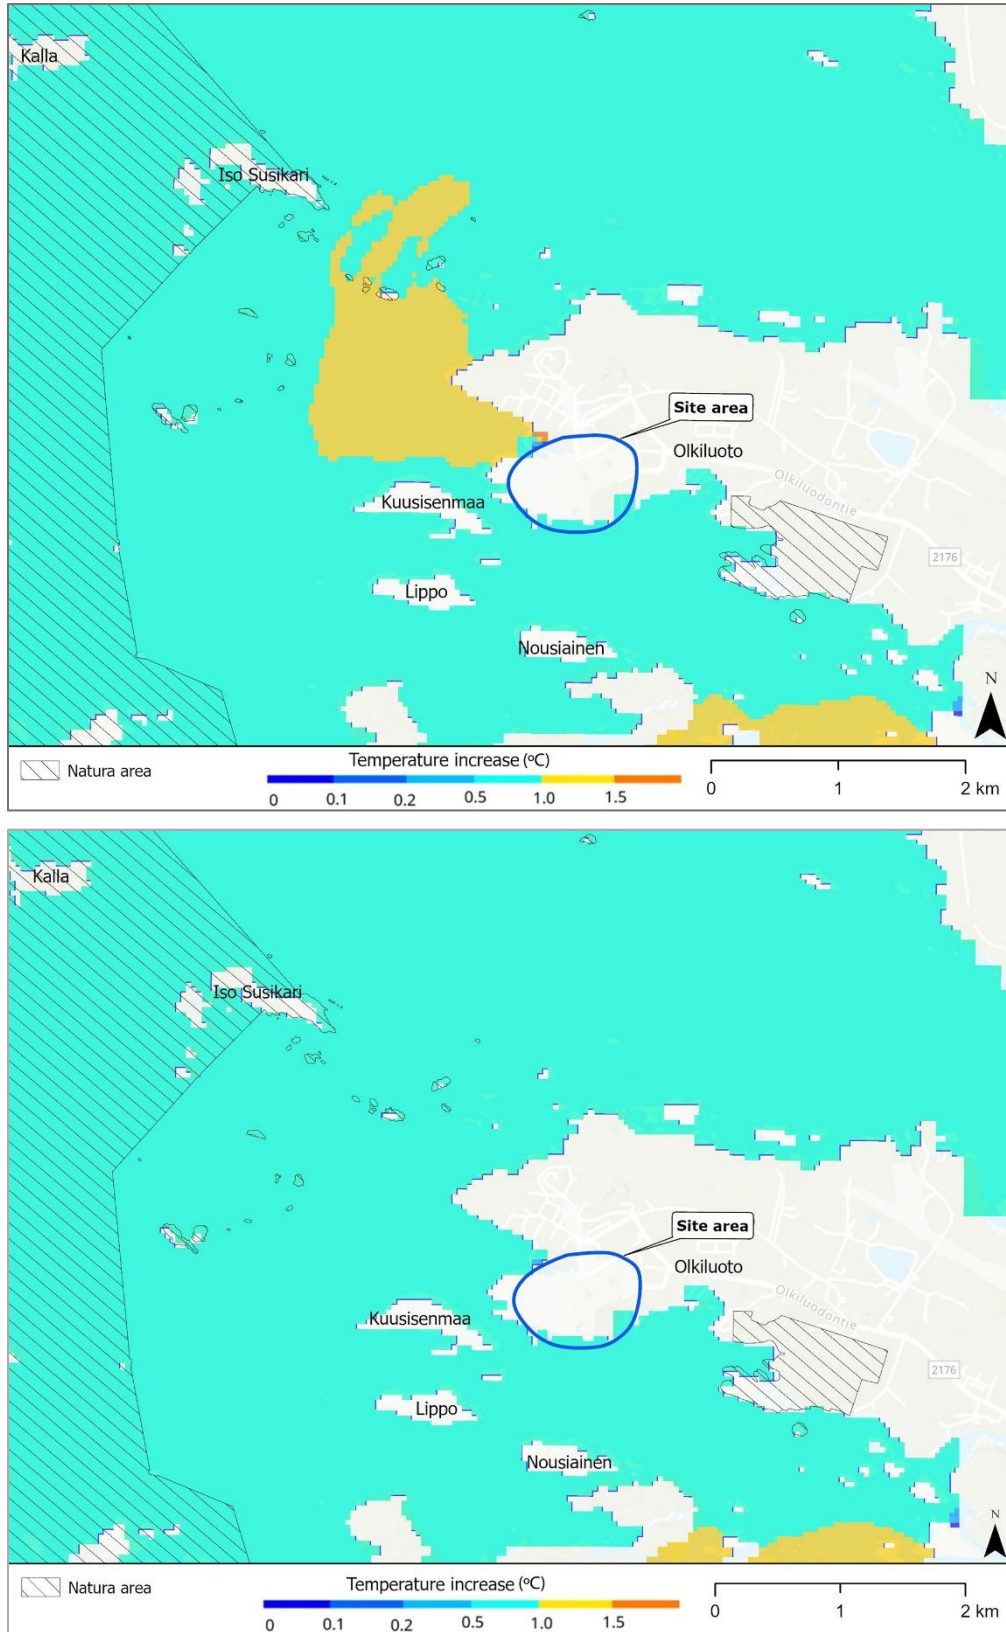 Kalla
Iso Susikari
Site area
Olkiluoto
Olkiluodontie
Kuusisenmaa
2176
Lippo
Nousiainen
N
Natura area
Temperature increase (ºC)
0 0.1 0.2 0.5 1.0 1.5
0 1 2 km
Kalla
Iso Susikari
Site area
Olkiluoto
Olkiluodontie
Kuusisenmaa
2176
Lippo
Nousiainen
N
Natura area
Temperature increase (ºC)
0 0.1 0.2 0.5 1.0 1.5
0 1 2 km